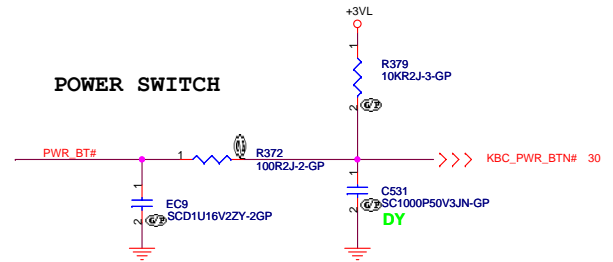 +3VL
1
R379
10KR2J-3-GP
2
G/P
POWER SWITCH
PWR_BT#
1
R372
100R2J-2-GP
KBC_PWR_BTN# 30
1
EC9
SCD1U16V2ZY-2GP
2
G/P
1
C531
SC1000P50V3JN-GP
2
G/P
DY